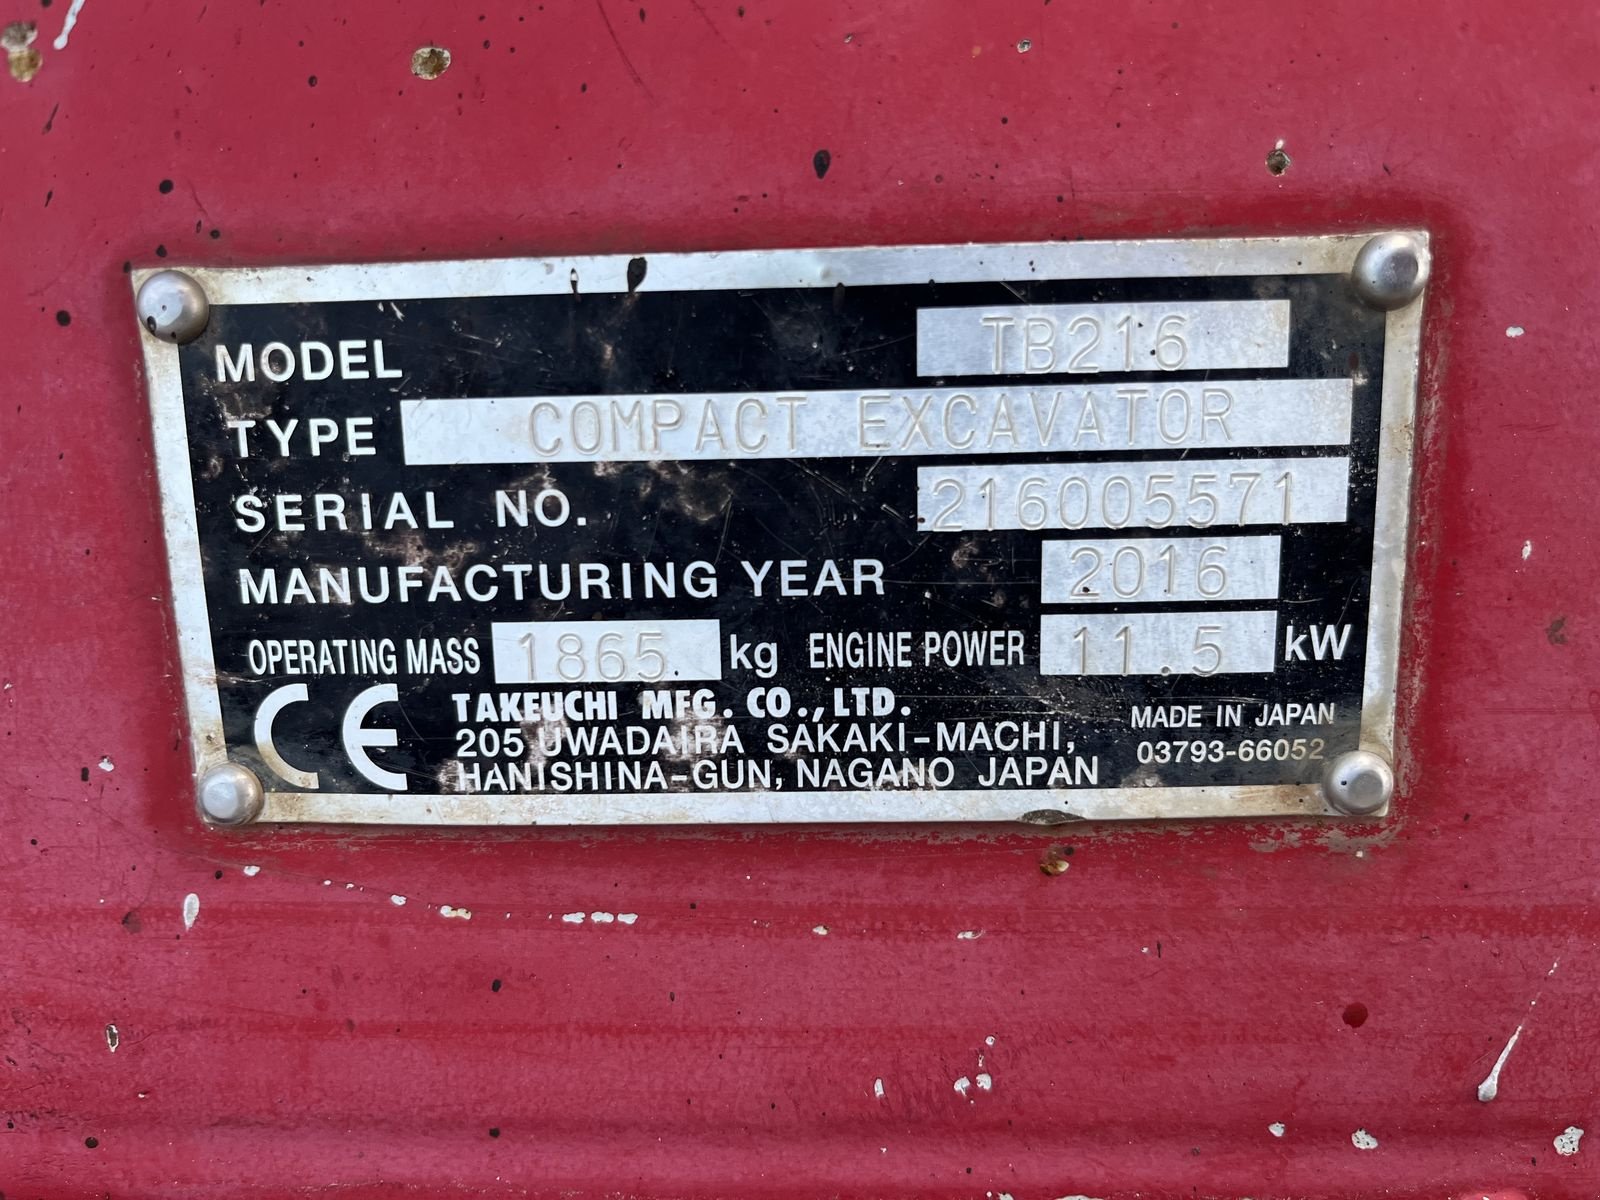 MODEL TB216
TYPE COMPACT EXCAVATOR
SERIAL NO. 216005571
MANUFACTURING YEAR 2016
OPERATING MASS 1865 kg ENGINE POWER 11.5 kW
CE
TAKEUCHI MFG. CO., LTD.
205 UWADAIRA SAKAKI-MACHI,
HANISHINA-GUN, NAGANO JAPAN
MADE IN JAPAN
03793-66052